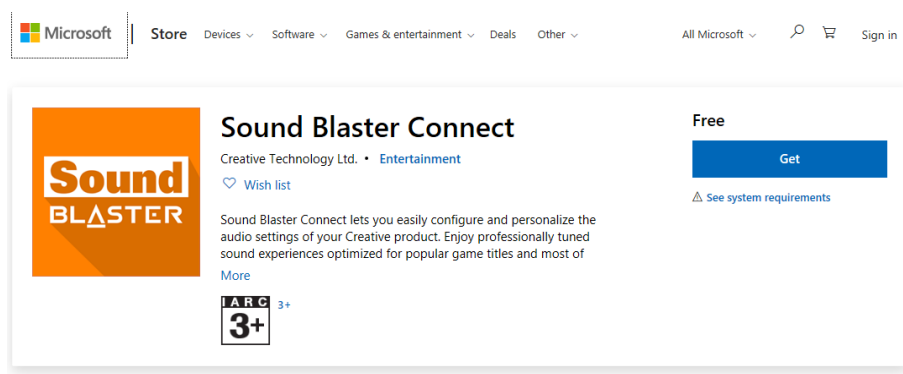 Microsoft Store Devices Software Games & entertainment Deals Other All Microsoft Sign in
Sound
BLASTER
Sound Blaster Connect
Creative Technology Ltd. • Entertainment
Wish list
Sound Blaster Connect lets you easily configure and personalize the
audio settings of your Creative product. Enjoy professionally tuned
sound experiences optimized for popular game titles and most of
More
IARC
3+
3+
Free
Get
See system requirements